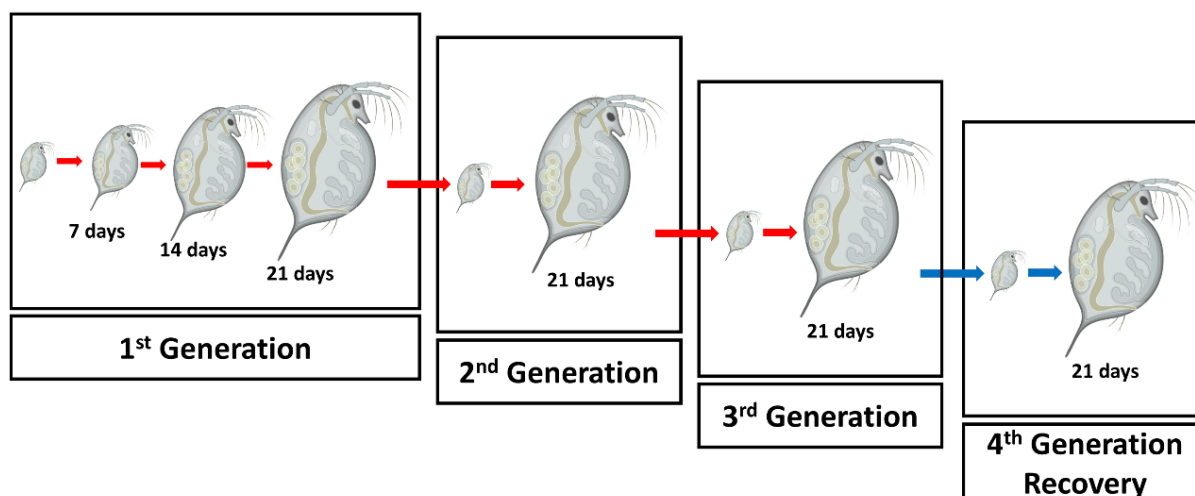 7 days
14 days
21 days
1st Generation
21 days
2nd Generation
21 days
3rd Generation
21 days
4th Generation
Recovery